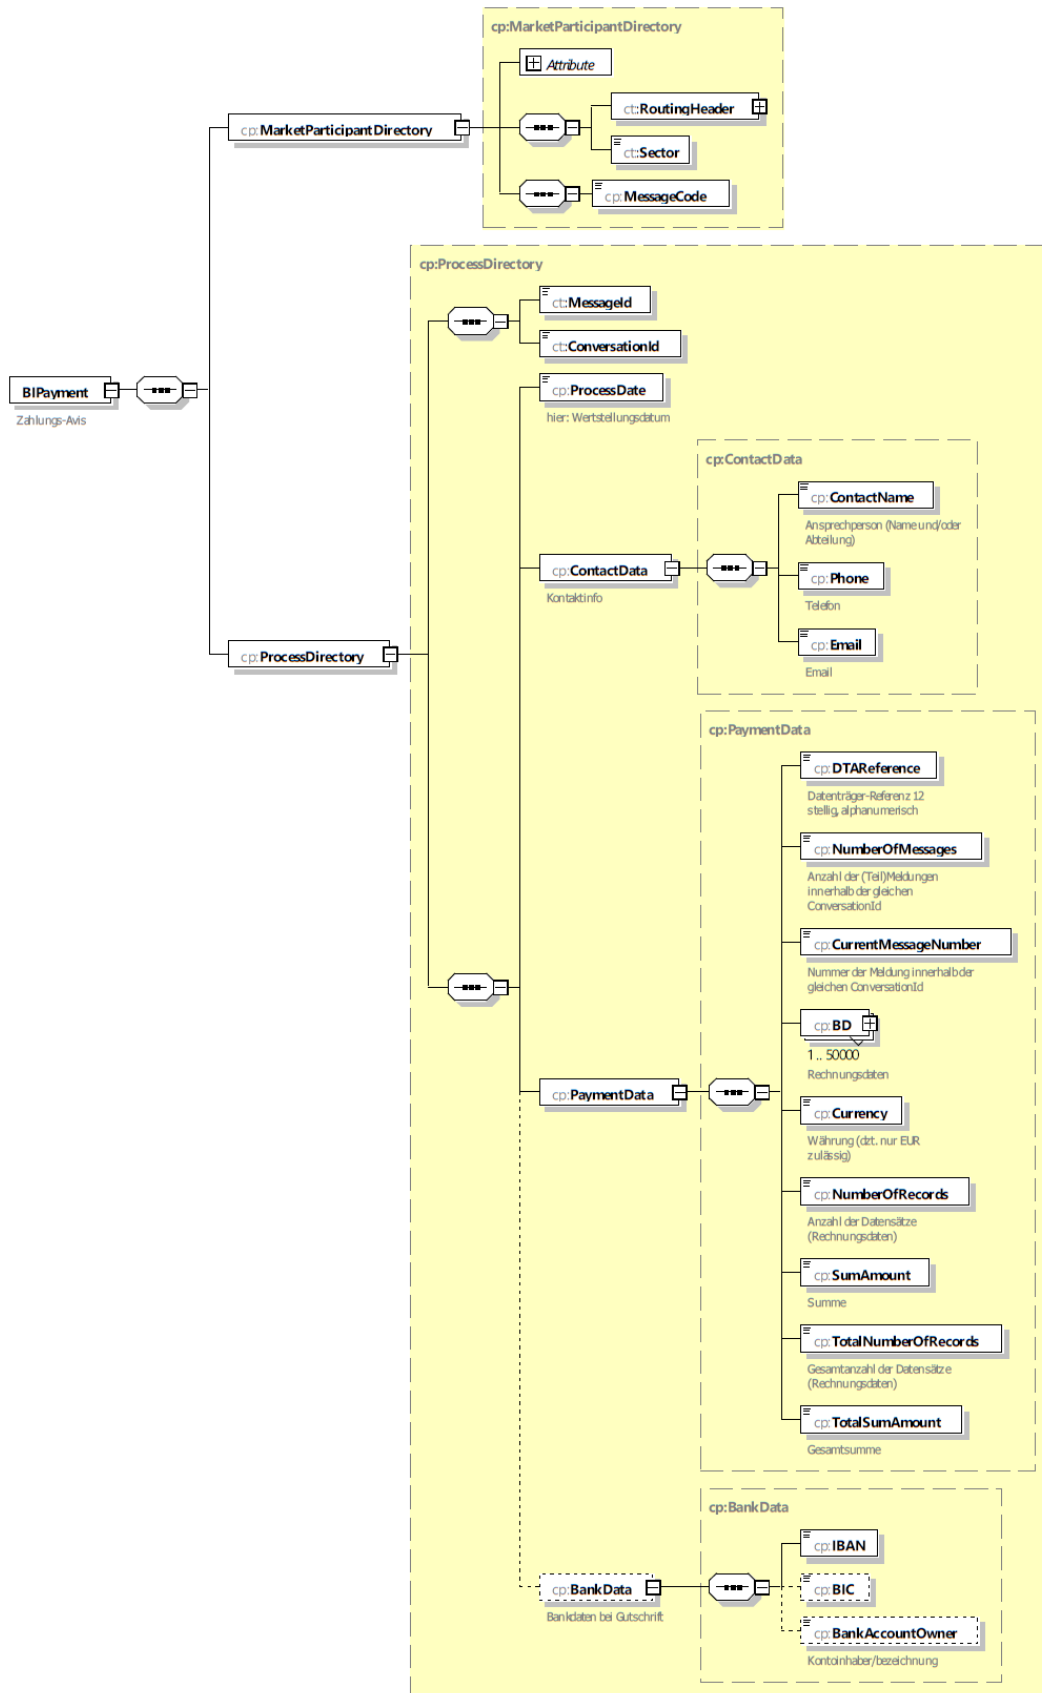 cp:MarketParticipantDirectory
Attribute
ct:RoutingHeader
cp:MarketParticipantDirectory
ct:Sector
cp:MessageCode
cp:ProcessDirectory
ct:MessageId
ct:ConversationId
BIPayment
Zahlungs-Avis
cp:ProcessDate
hier: Wertstellungsdatum
cp:ContactData
cp:ContactName
Ansprechperson (Name und/oder
Abteilung)
cp:ContactData
Kontaktinfo
cp:Phone
Telefon
cp:Email
Email
cp:ProcessDirectory
cp:PaymentData
cp:DTAReference
Datenträger-Referenz 12
stellig, alphanumerisch
cp:NumberOfMessages
Anzahl der (Teil)Meldungen
innerhalb der gleichen
ConversationId
cp:CurrentMessageNumber
Nummer der Meldung innerhalb der
gleichen ConversationId
cp:BD
1 .. 50000
Rechnungsdaten
cp:PaymentData
cp:Currency
Währung (dzt. nur EUR
zulässig)
cp:NumberOfRecords
Anzahl der Datensätze
(Rechnungsdaten)
cp:SumAmount
Summe
cp:TotalNumberOfRecords
Gesamtanzahl der Datensätze
(Rechnungsdaten)
cp:TotalSumAmount
Gesamtsumme
cp:BankData
cp:IBAN
cp:BankData
Bankdaten bei Gutschrift
cp:BIC
cp:BankAccountOwner
Kontoinhaber/bezeichnung